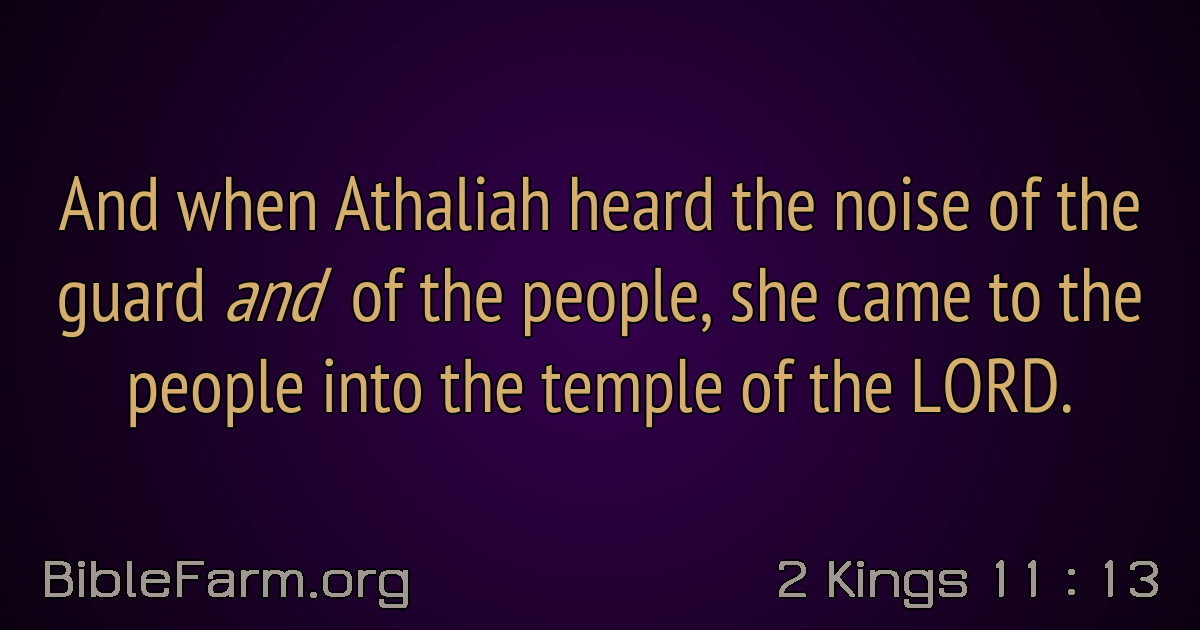 And when Athaliah heard the noise of the
guard and of the people, she came to the
people into the temple of the LORD.
BibleFarm.org
2 Kings 11 : 13